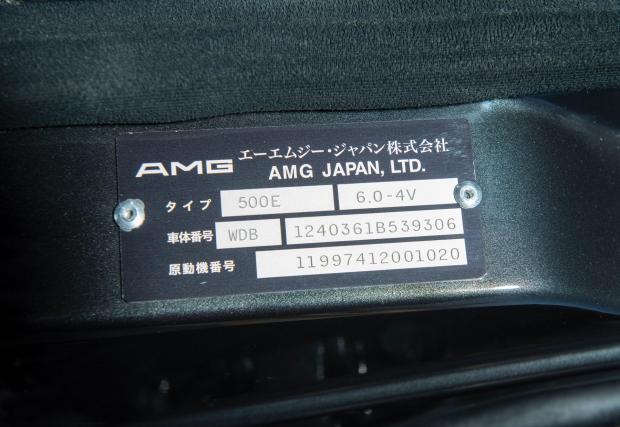 AMG エーエムジー・ジャパン株式会社
AMG JAPAN, LTD.
タイプ 500E 6.0-4V
車体番号 WDB 1240361B539306
原動機番号 11997412001020